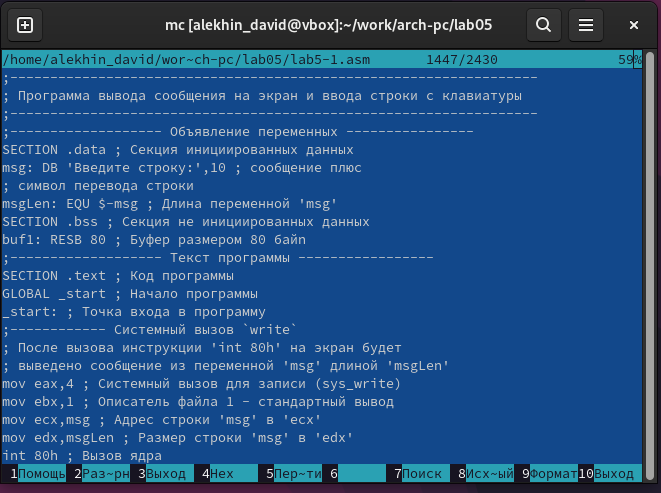 mc [alekhin_david@vbox]:~/work/arch-pc/lab05
/home/alekhin_david/wor~ch-pc/lab05/lab5-1.asm 1447/2430 59%
;------------------------------------------------------------------
; Программа вывода сообщения на экран и ввода строки с клавиатуры
;------------------------------------------------------------------
;------------------- Объявление переменных ----------------
SECTION .data ; Секция инициированных данных
msg: DB 'Введите строку:',10 ; сообщение плюс
; символ перевода строки
msgLen: EQU $-msg ; Длина переменной 'msg'
SECTION .bss ; Секция не инициированных данных
buf1: RESB 80 ; Буфер размером 80 байт
;------------------- Текст программы -----------------
SECTION .text ; Код программы
GLOBAL _start ; Начало программы
_start: ; Точка входа в программу
;------------ Системный вызов `write`
; После вызова инструкции 'int 80h' на экран будет
; выведено сообщение из переменной 'msg' длиной 'msgLen'
mov eax,4 ; Системный вызов для записи (sys_write)
mov ebx,1 ; Описатель файла 1 - стандартный вывод
mov ecx,msg ; Адрес строки 'msg' в 'ecx'
mov edx,msgLen ; Размер строки 'msg' в 'edx'
int 80h ; Вызов ядра
1Помощь 2Раз~рн 3Выход 4Hex 5Пер~ти 6 7Поиск 8Исх~ый 9Формат 10Выход